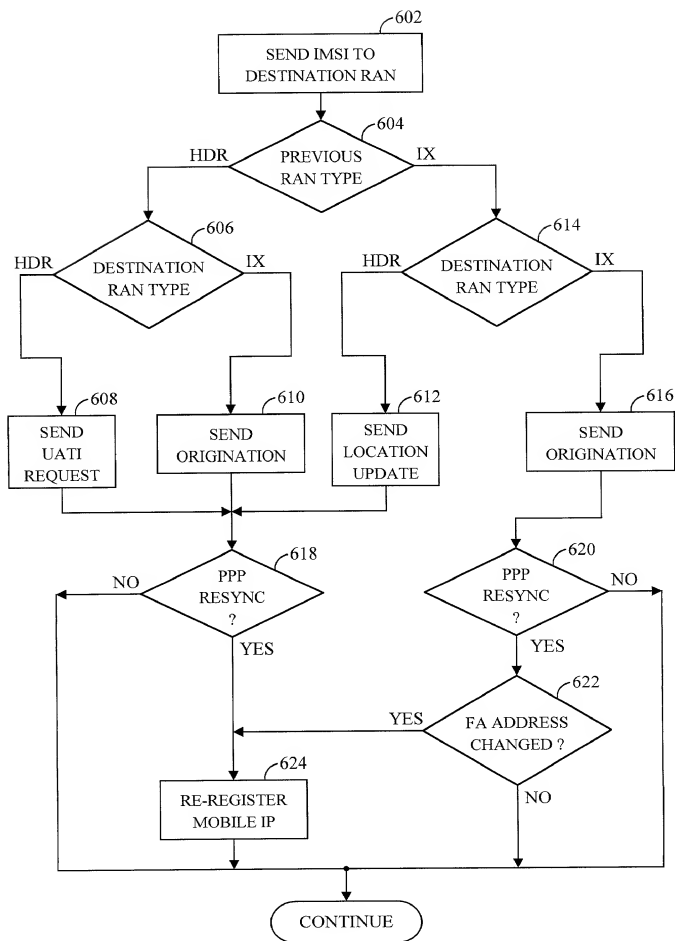 602
SEND IMSI TO
DESTINATION RAN
604
HDR
PREVIOUS
RAN TYPE
IX
606
HDR
DESTINATION
RAN TYPE
IX
614
HDR
DESTINATION
RAN TYPE
IX
608
SEND
UATI
REQUEST
610
SEND
ORIGINATION
612
SEND
LOCATION
UPDATE
616
SEND
ORIGINATION
618
NO
PPP
RESYNC
?
YES
620
PPP
RESYNC
?
NO
YES
622
YES
FA ADDRESS
CHANGED ?
NO
624
RE-REGISTER
MOBILE IP
CONTINUE